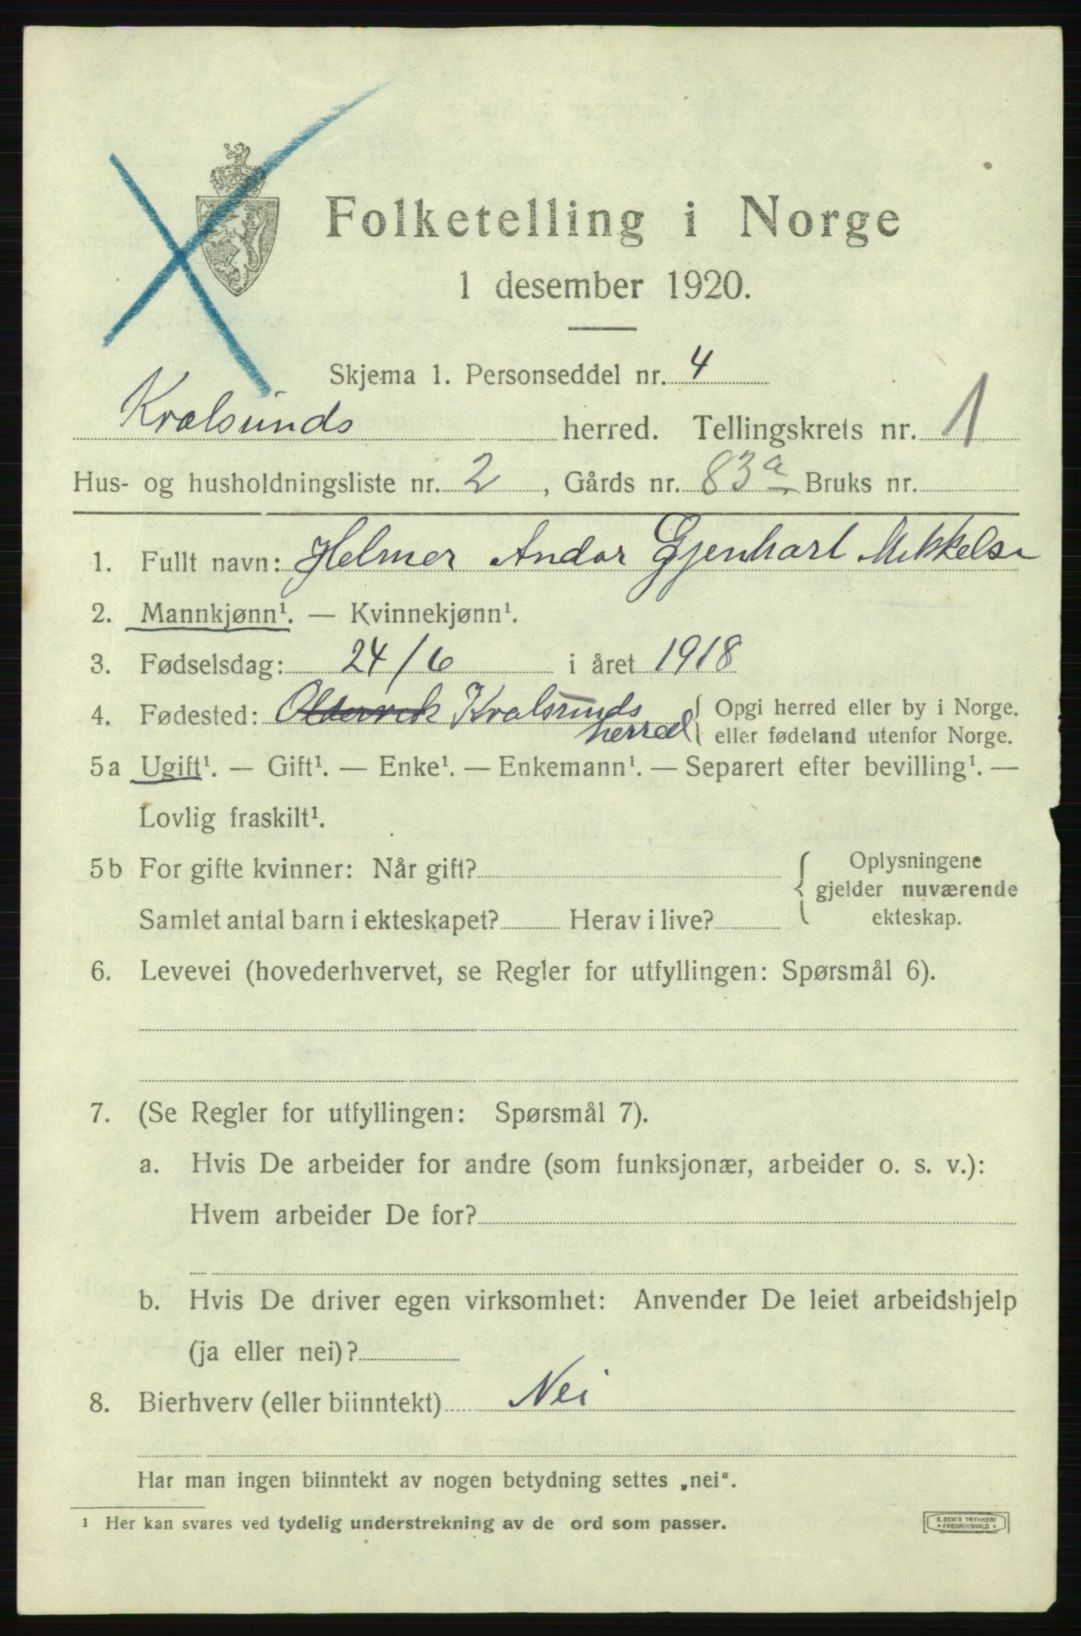 Folketelling i Norge
1 desember 1920.
Skjema 1. Personseddel nr. 4
Kvalsunds herred. Tellingskrets nr. 1
Hus- og husholdningsliste nr. 2, Gårds nr. 83a Bruks nr.
1. Fullt navn: Helmer Andor Gjenhart Mikkelsn
2. Mannkjønn¹. — Kvinnekjønn¹.
3. Fødselsdag: 24/6 i året 1918
4. Fødested: Oldervik Kvalsunds herred { Opgi herred eller by i Norge,
eller fødeland utenfor Norge.
5a Ugift¹. — Gift¹. — Enke¹. — Enkemann¹. — Separert efter bevilling¹. —
Lovlig fraskilt¹.
5b For gifte kvinner: Når gift? { Oplysningene
gjelder nuværende
Samlet antal barn i ekteskapet? Herav i live? ekteskap.
6. Levevei (hovederhvervet, se Regler for utfyllingen: Spørsmål 6).
7. (Se Regler for utfyllingen: Spørsmål 7).
a. Hvis De arbeider for andre (som funksjonær, arbeider o. s. v.):
Hvem arbeider De for?
b. Hvis De driver egen virksomhet: Anvender De leiet arbeidshjelp
(ja eller nei)?
8. Bierhverv (eller biinntekt) Nei
Har man ingen biinntekt av nogen betydning settes „nei“.
¹ Her kan svares ved tydelig understrekning av de ord som passer.
E. SEM'S TRYKKERI
• FREDRIKSHALD •